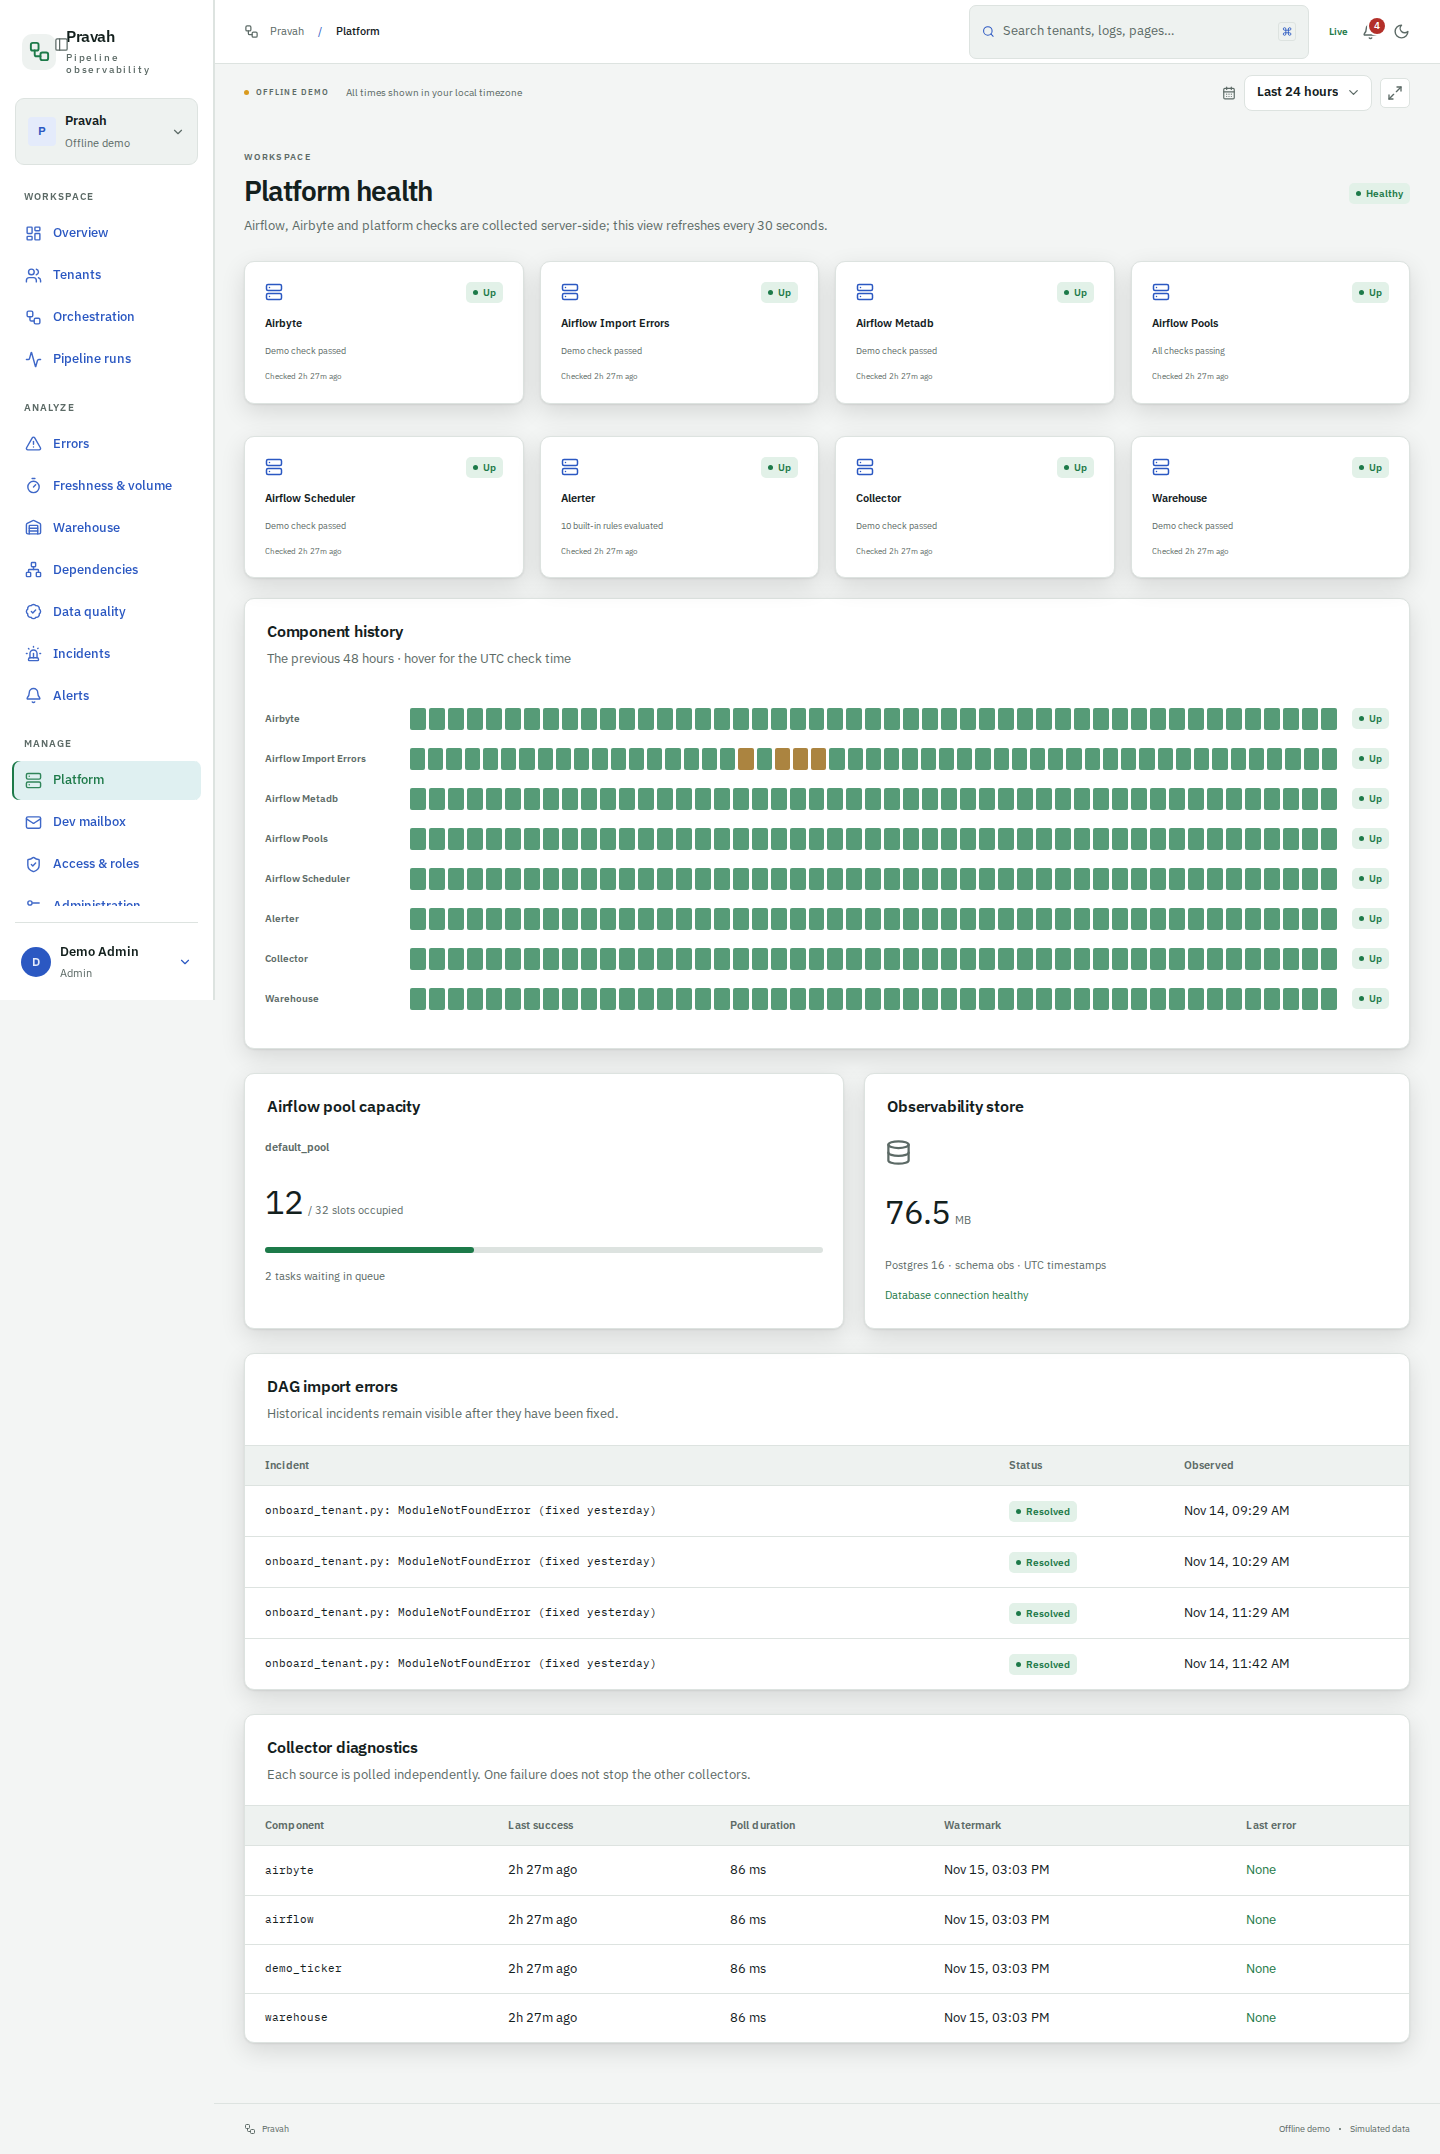 Pravah
Pipeline
observability
P
Pravah
Offline demo
WORKSPACE
Overview
Tenants
Orchestration
Pipeline runs
ANALYZE
Errors
Freshness & volume
Warehouse
Dependencies
Data quality
Incidents
Alerts
MANAGE
Platform
Dev mailbox
Access & roles
Administration
D
Demo Admin
Admin
Pravah / Platform
Search tenants, logs, pages... ⌘
Live
4
OFFLINE DEMO All times shown in your local timezone
Last 24 hours
WORKSPACE
Platform health
Healthy
Airflow, Airbyte and platform checks are collected server-side; this view refreshes every 30 seconds.
Up
Airbyte
Demo check passed
Checked 2h 27m ago
Up
Airflow Import Errors
Demo check passed
Checked 2h 27m ago
Up
Airflow Metadb
Demo check passed
Checked 2h 27m ago
Up
Airflow Pools
All checks passing
Checked 2h 27m ago
Up
Airflow Scheduler
Demo check passed
Checked 2h 27m ago
Up
Alerter
10 built-in rules evaluated
Checked 2h 27m ago
Up
Collector
Demo check passed
Checked 2h 27m ago
Up
Warehouse
Demo check passed
Checked 2h 27m ago
Component history
The previous 48 hours · hover for the UTC check time
Airbyte Up
Airflow Import Errors Up
Airflow Metadb Up
Airflow Pools Up
Airflow Scheduler Up
Alerter Up
Collector Up
Warehouse Up
Airflow pool capacity
default_pool
12 / 32 slots occupied
2 tasks waiting in queue
Observability store
76.5 MB
Postgres 16 · schema obs · UTC timestamps
Database connection healthy
DAG import errors
Historical incidents remain visible after they have been fixed.
Incident Status Observed
onboard_tenant.py: ModuleNotFoundError (fixed yesterday) Resolved Nov 14, 09:29 AM
onboard_tenant.py: ModuleNotFoundError (fixed yesterday) Resolved Nov 14, 10:29 AM
onboard_tenant.py: ModuleNotFoundError (fixed yesterday) Resolved Nov 14, 11:29 AM
onboard_tenant.py: ModuleNotFoundError (fixed yesterday) Resolved Nov 14, 11:42 AM
Collector diagnostics
Each source is polled independently. One failure does not stop the other collectors.
Component Last success Poll duration Watermark Last error
airbyte 2h 27m ago 86 ms Nov 15, 03:03 PM None
airflow 2h 27m ago 86 ms Nov 15, 03:03 PM None
demo_ticker 2h 27m ago 86 ms Nov 15, 03:03 PM None
warehouse 2h 27m ago 86 ms Nov 15, 03:03 PM None
Pravah
Offline demo • Simulated data